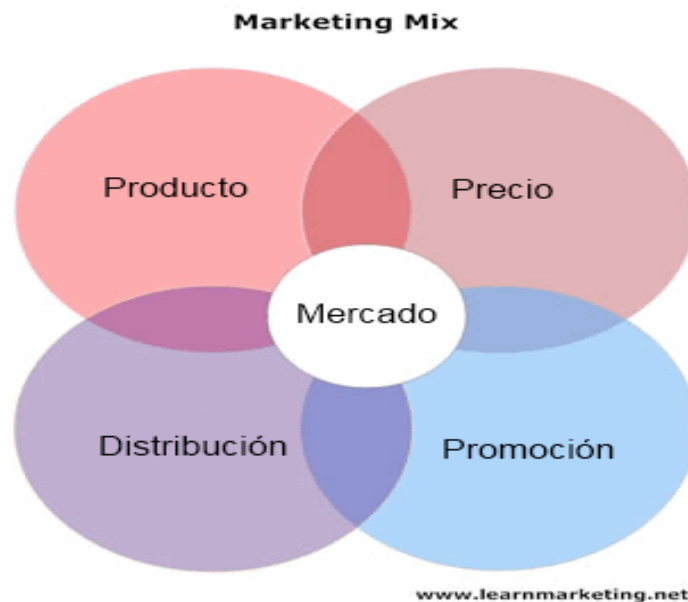 Marketing Mix
Producto
Precio
Mercado
Distribución
Promoción
www.learnmarketing.net